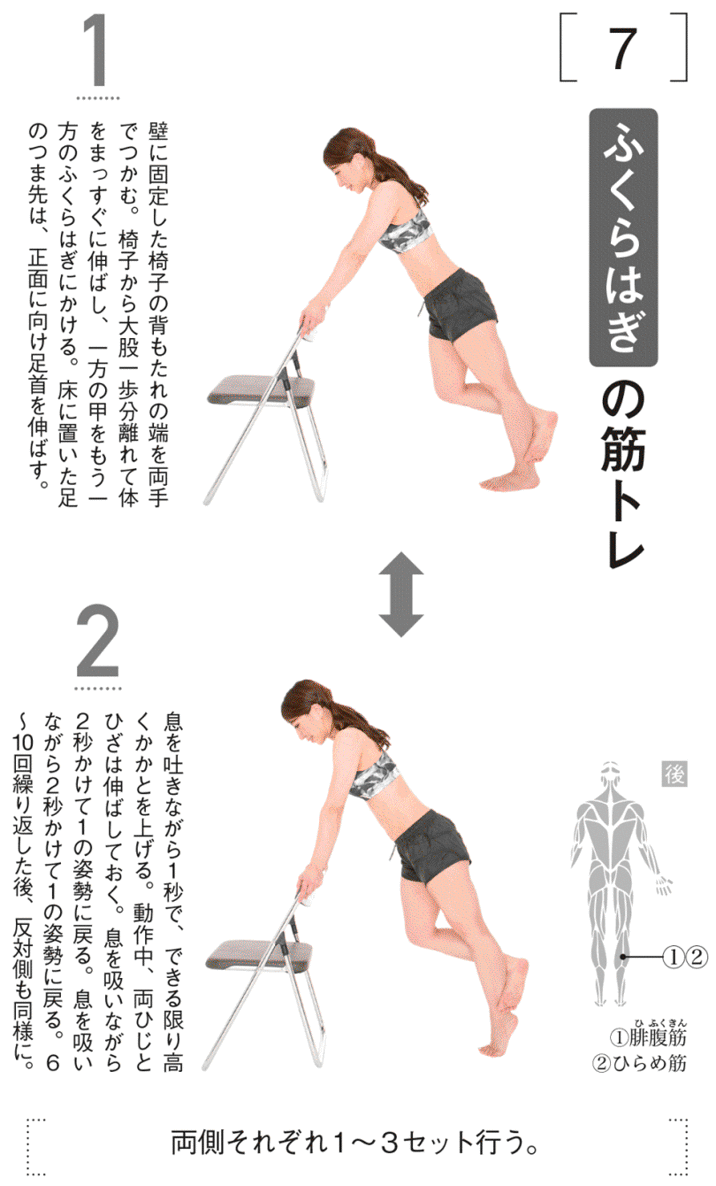 [7]
ふくらはぎの筋トレ
1
壁に固定した椅子の背もたれの端を両手
でつかむ。椅子から大股一歩分離れて体
をまっすぐに伸ばし、一方の甲をもう一
方のふくらはぎにかける。床に置いた足
のつま先は、正面に向け足首を伸ばす。
2
息を吐きながら1秒で、できる限り高
くかかとを上げる。動作中、両ひじと
ひざは伸ばしておく。息を吸いながら
2秒かけて1の姿勢に戻る。息を吸い
ながら2秒かけて1の姿勢に戻る。6
〜10回繰り返した後、反対側も同様に。
後
①②
ひふくきん
①腓腹筋
②ひらめ筋
両側それぞれ1〜3セット行う。